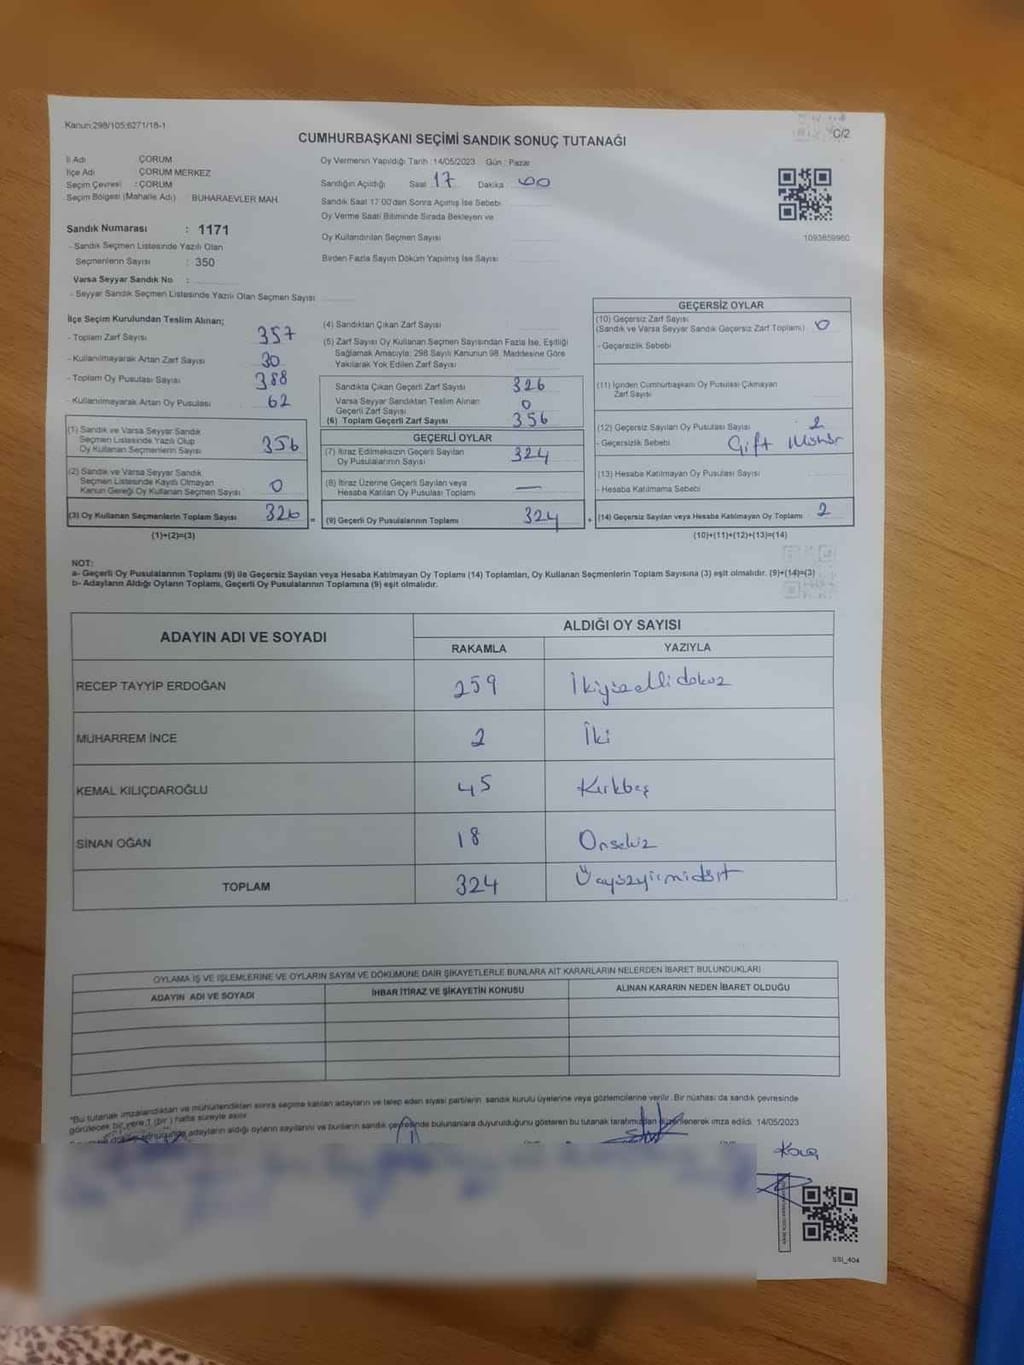 Kanun:298/105;6271/18-1
C/2
CUMHURBAŞKANI SEÇİMİ SANDIK SONUÇ TUTANAĞI
İl Adı ÇORUM
İlçe Adı ÇORUM MERKEZ
Seçim Çevresi : ÇORUM
Seçim Bölgesi (Mahalle Adı) BUHARAEVLER MAH.
Sandık Numarası : 1171
- Sandık Seçmen Listesinde Yazılı Olan
Seçmenlerin Sayısı : 350
Varsa Seyyar Sandık No :
- Seyyar Sandık Seçmen Listesinde Yazılı Olan Seçmen Sayısı
Oy Vermenin Yapıldığı Tarih : 14/05/2023 Gün : Pazar
Sandığın Açıldığı Saat 17 Dakika 00
Sandık Saat 17:00'dan Sonra Açılmış İse Sebebi
Oy Verme Saati Bitiminde Sırada Bekleyen ve
Oy Kullandırılan Seçmen Sayısı
Birden Fazla Sayım Döküm Yapılmış İse Sayısı
1093859960
İlçe Seçim Kurulundan Teslim Alınan;
- Toplam Zarf Sayısı 357
- Kullanılmayarak Artan Zarf Sayısı 30
- Toplam Oy Pusulası Sayısı 388
- Kullanılmayarak Artan Oy Pusulası 62
(1) Sandık ve Varsa Seyyar Sandık
Seçmen Listesinde Yazılı Olup
Oy Kullanan Seçmenlerin Sayısı 356
(2) Sandık ve Varsa Seyyar Sandık
Seçmen Listesinde Kayıtlı Olmayan
Kanun Gereği Oy Kullanan Seçmen Sayısı 0
(3) Oy Kullanan Seçmenlerin Toplam Sayısı 326
(1)+(2)=(3)
(4) Sandıktan Çıkan Zarf Sayısı
(5) Zarf Sayısı Oy Kullanan Seçmen Sayısından Fazla İse, Eşitliği
Sağlamak Amacıyla; 298 Sayılı Kanunun 98. Maddesine Göre
Yakılarak Yok Edilen Zarf Sayısı
Sandıkta Çıkan Geçerli Zarf Sayısı 326
Varsa Seyyar Sandıktan Teslim Alınan
Geçerli Zarf Sayısı 0
(6) Toplam Geçerli Zarf Sayısı 356
GEÇERLİ OYLAR
(7) İtiraz Edilmeksizin Geçerli Sayılan
Oy Pusulalarının Sayısı 324
(8) İtiraz Üzerine Geçerli Sayılan veya
Hesaba Katılan Oy Pusulası Toplamı —
= (9) Geçerli Oy Pusulalarının Toplamı 324
GEÇERSİZ OYLAR
(10) Geçersiz Zarf Sayısı
(Sandık ve Varsa Seyyar Sandık Geçersiz Zarf Toplamı) 0
- Geçersizlik Sebebi
(11) İçinden Cumhurbaşkanı Oy Pusulası Çıkmayan
Zarf Sayısı
(12) Geçersiz Sayılan Oy Pusulası Sayısı 2
- Geçersizlik Sebebi Çift Mühür
(13) Hesaba Katılmayan Oy Pusulası Sayısı
- Hesaba Katılmama Sebebi
+ (14) Geçersiz Sayılan veya Hesaba Katılmayan Oy Toplamı 2
(10)+(11)+(12)+(13)=(14)
NOT:
a- Geçerli Oy Pusulalarının Toplamı (9) ile Geçersiz Sayılan veya Hesaba Katılmayan Oy Toplamı (14) Toplamları, Oy Kullanan Seçmenlerin Toplam Sayısına (3) eşit olmalıdır. (9)+(14)=(3)
b- Adayların Aldığı Oyların Toplamı, Geçerli Oy Pusulalarının Toplamına (9) eşit olmalıdır.
ADAYIN ADI VE SOYADI ALDIĞI OY SAYISI
RAKAMLA YAZIYLA
RECEP TAYYİP ERDOĞAN 259 İkiyüzellidokuz
MUHARREM İNCE 2 İki
KEMAL KILIÇDAROĞLU 45 Kırkbeş
SİNAN OĞAN 18 Onsekiz
TOPLAM 324 Üçyüzyirmidört
OYLAMA İŞ VE İŞLEMLERİNE VE OYLARIN SAYIM VE DÖKÜMÜNE DAİR ŞİKAYETLERLE BUNLARA AİT KARARLARIN NELERDEN İBARET BULUNDUKLARI
ADAYIN ADI VE SOYADI İHBAR İTİRAZ VE ŞİKAYETİN KONUSU ALINAN KARARIN NEDEN İBARET OLDUĞU
"Bu tutanak imzalandıktan ve mühürlendikten sonra seçime katılan adayların ve talep eden siyasi partilerin sandık kurulu üyelerine veya gözlemcilerine verilir. Bir nüshası da sandık çevresinde
görülecek bir yere 1 (bir) hafta süreyle asılır.
sonucunda adayların aldığı oyların sayılarını ve bunların sandık çevresinde bulunanlara duyurulduğunu gösteren bu tutanak tarafımızdan düzenlenerek imza edildi. 14/05/2023
SSI_404